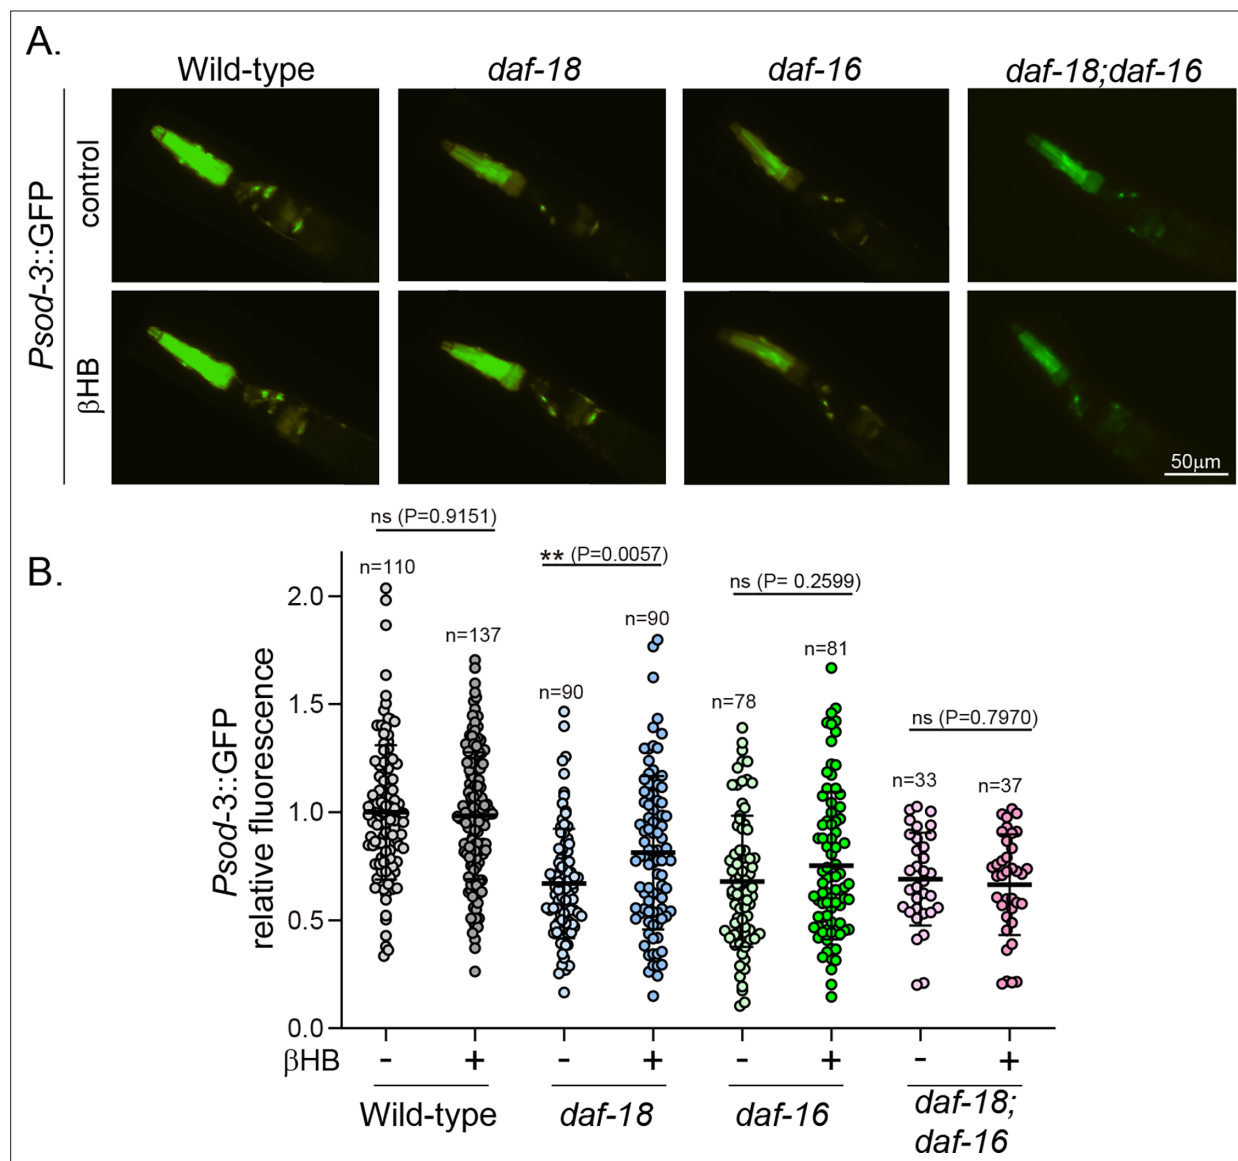 A.
Wild-type
daf-18
daf-16
daf-18;daf-16
Psod-3::GFP
control
βHB
50μm
B.
ns (P=0.9151)
** (P=0.0057)
ns (P= 0.2599)
ns (P=0.7970)
n=110
n=137
n=90
n=90
n=78
n=81
n=33
n=37
Psod-3::GFP
relative fluorescence
2.0
1.5
1.0
0.5
0.0
βHB
- + - + - + - +
Wild-type
daf-18
daf-16
daf-18;
daf-16